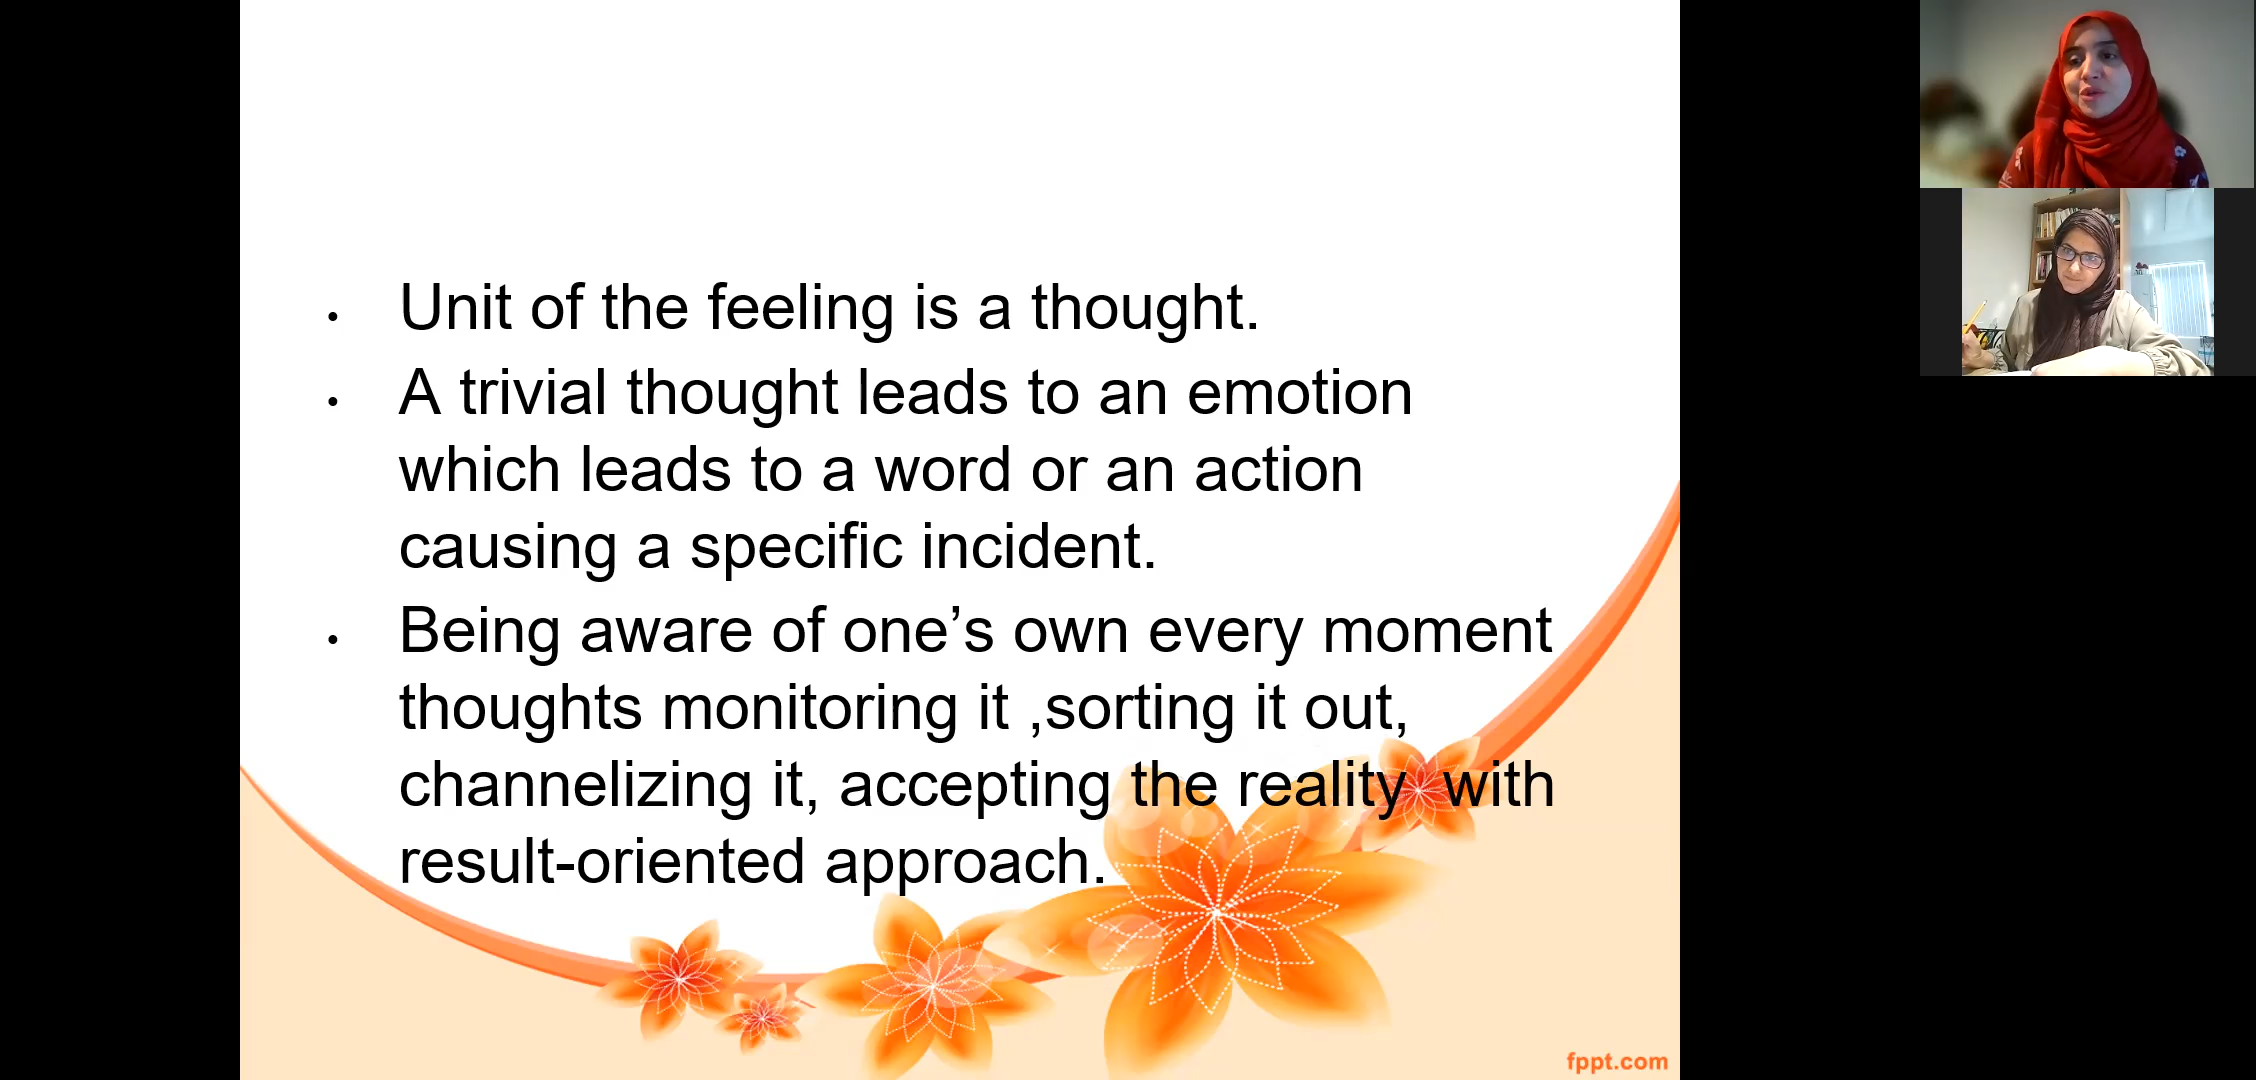 • Unit of the feeling is a thought.
• A trivial thought leads to an emotion
which leads to a word or an action
causing a specific incident.
• Being aware of one’s own every moment
thoughts monitoring it ,sorting it out,
channelizing it, accepting the reality  with
result-oriented approach.
fppt.com